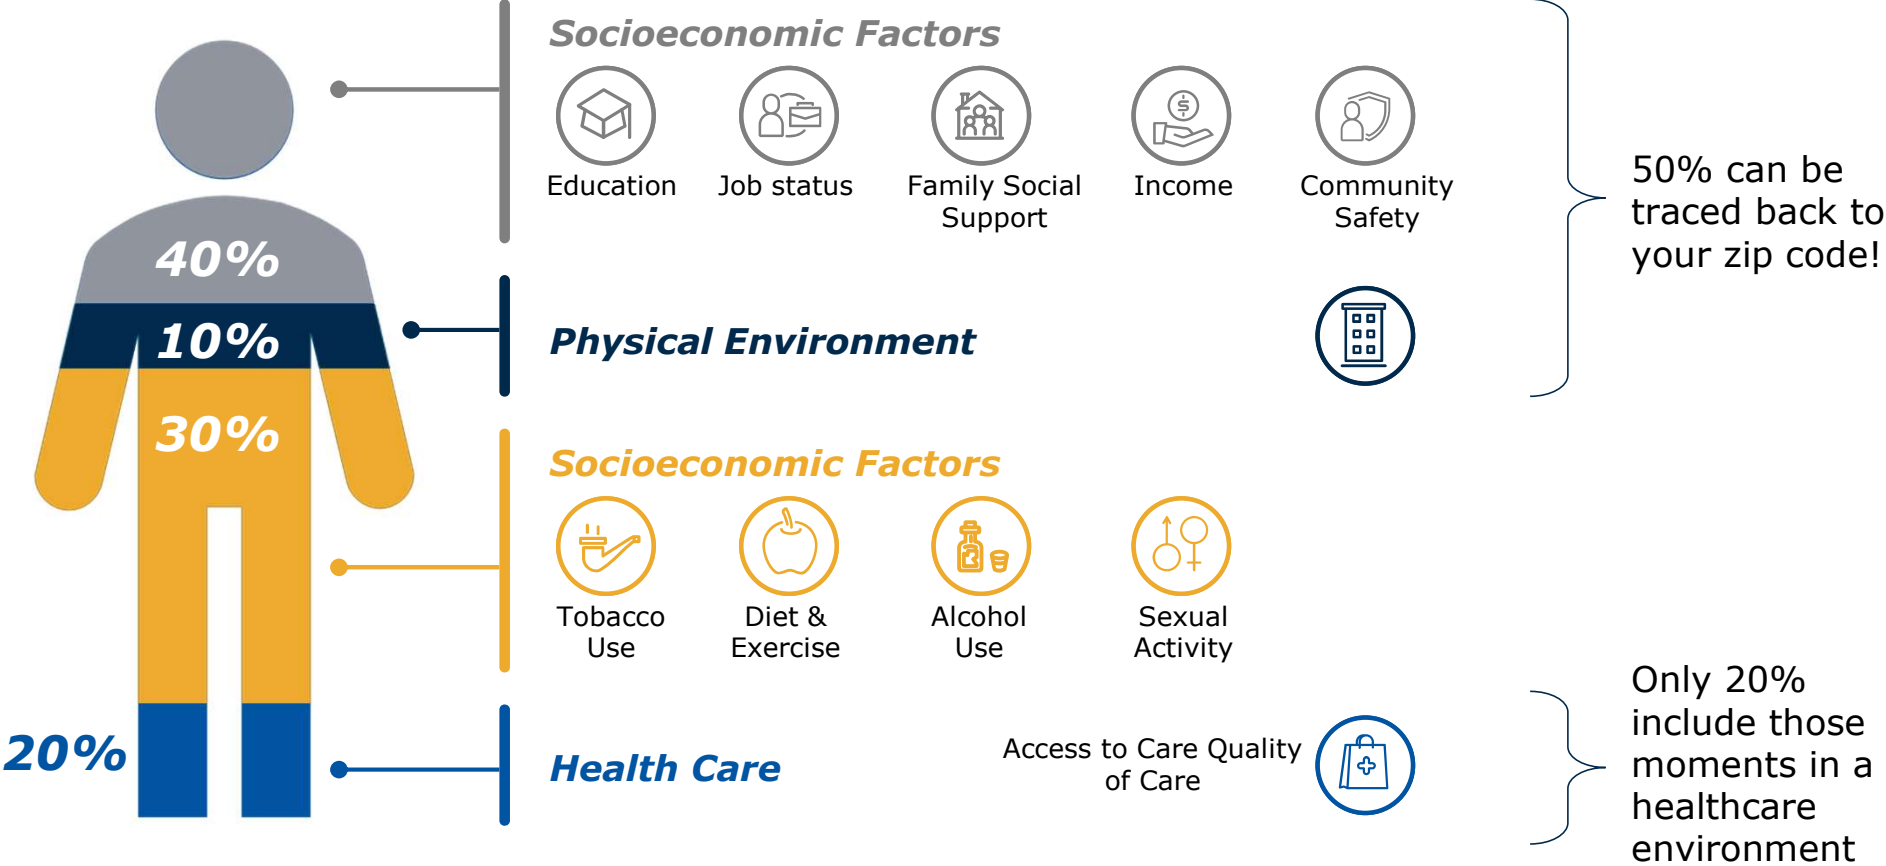 Socioeconomic Factors
Education
Job status
Family Social
Support
Income
Community
Safety
50% can be
traced back to
your zip code!
40%
10%
Physical Environment
30%
Socioeconomic Factors
Tobacco
Use
Diet &
Exercise
Alcohol
Use
Sexual
Activity
20%
Health Care
Access to Care Quality
of Care
Only 20%
include those
moments in a
healthcare
environment